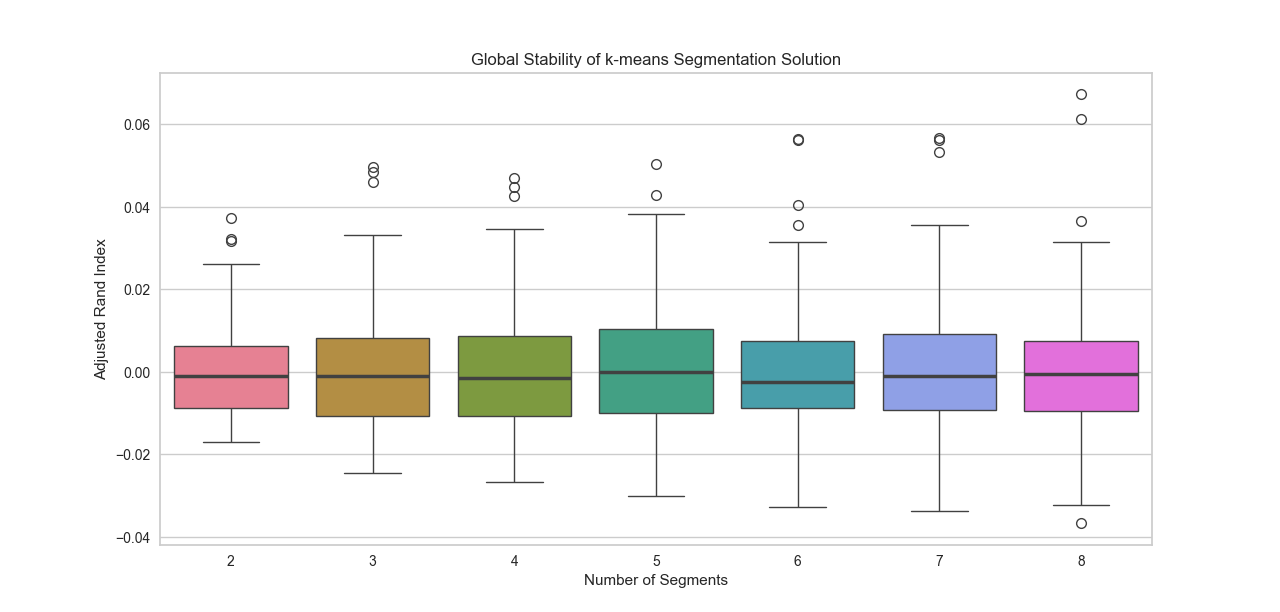 Global Stability of k-means Segmentation Solution
Adjusted Rand Index
0.06
0.04
0.02
0.00
−0.02
−0.04
2 3 4 5 6 7 8
Number of Segments